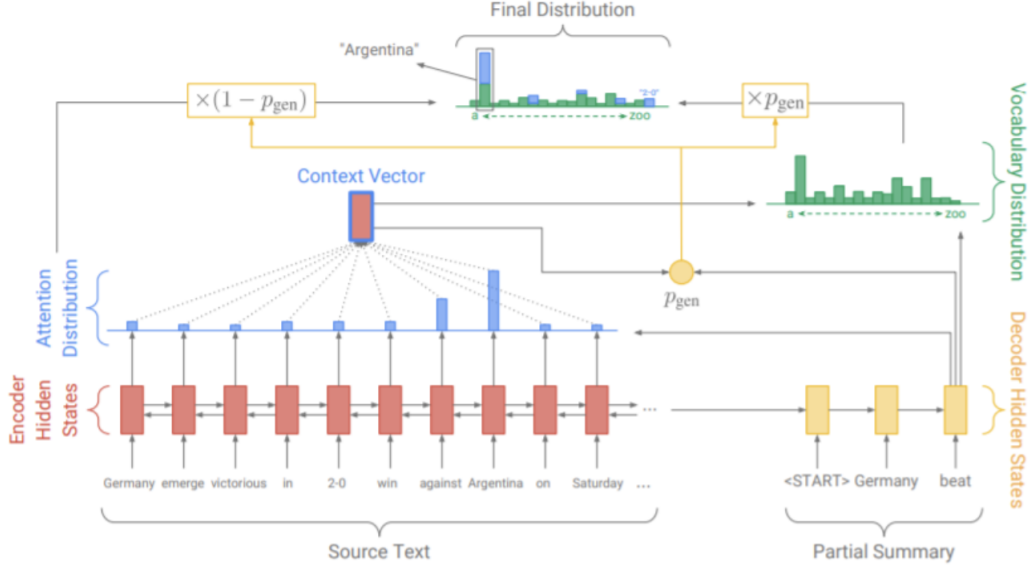 Final Distribution
"Argentina"
×(1 − p_gen)
×p_gen
"2-0"
a
zoo
Context Vector
a
zoo
Vocabulary Distribution
Attention
Distribution
p_gen
Encoder
Hidden
States
...
Decoder Hidden States
Germany emerge victorious in 2-0 win against Argentina on Saturday ...
<START> Germany beat
Source Text
Partial Summary